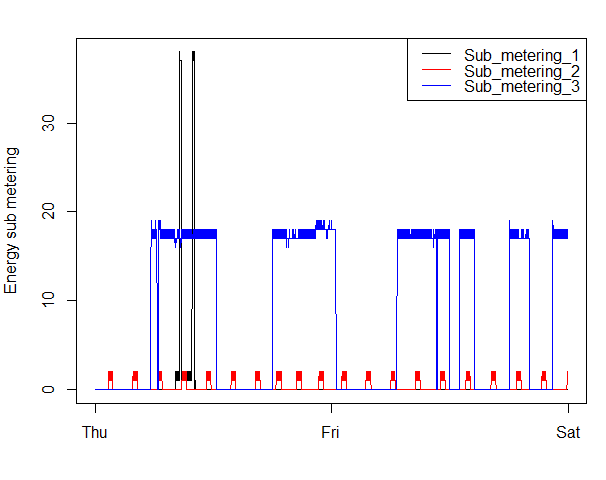 Sub_metering_1
Sub_metering_2
Sub_metering_3
Energy sub metering
30
20
10
0
Thu
Fri
Sat